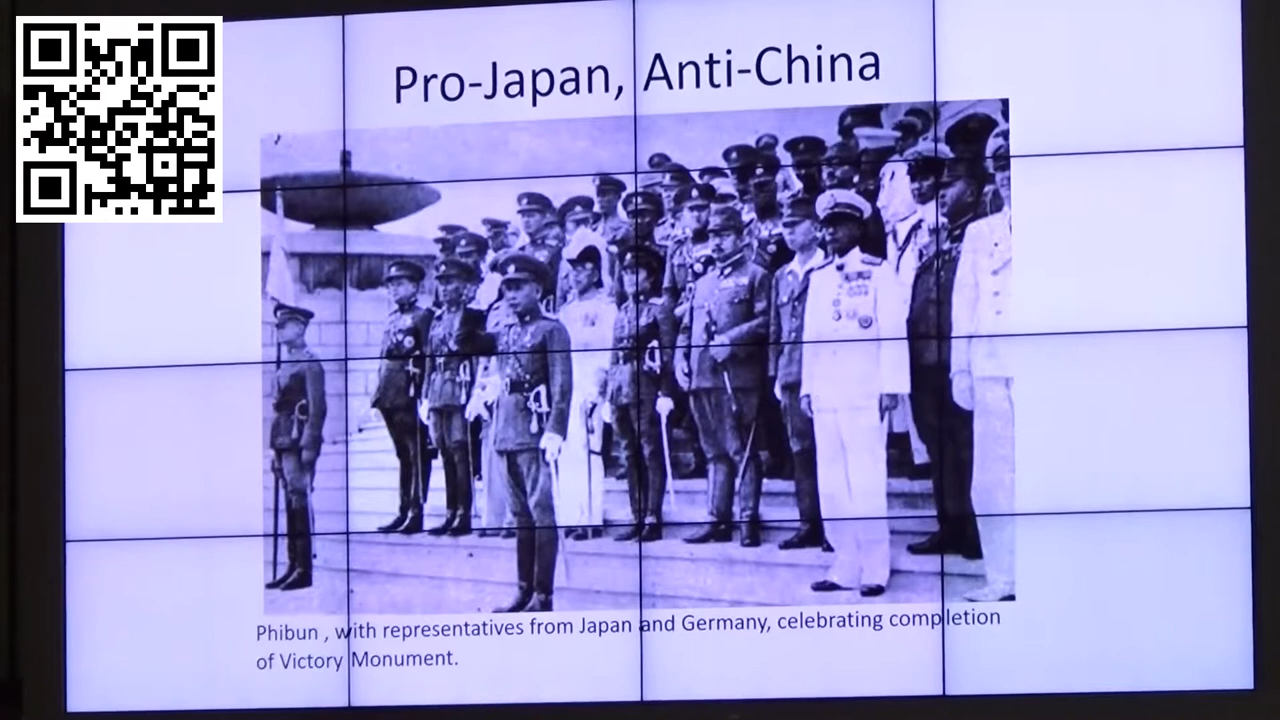 Pro-Japan, Anti-China
Phibun , with representatives from Japan and Germany, celebrating completion
of Victory Monument.